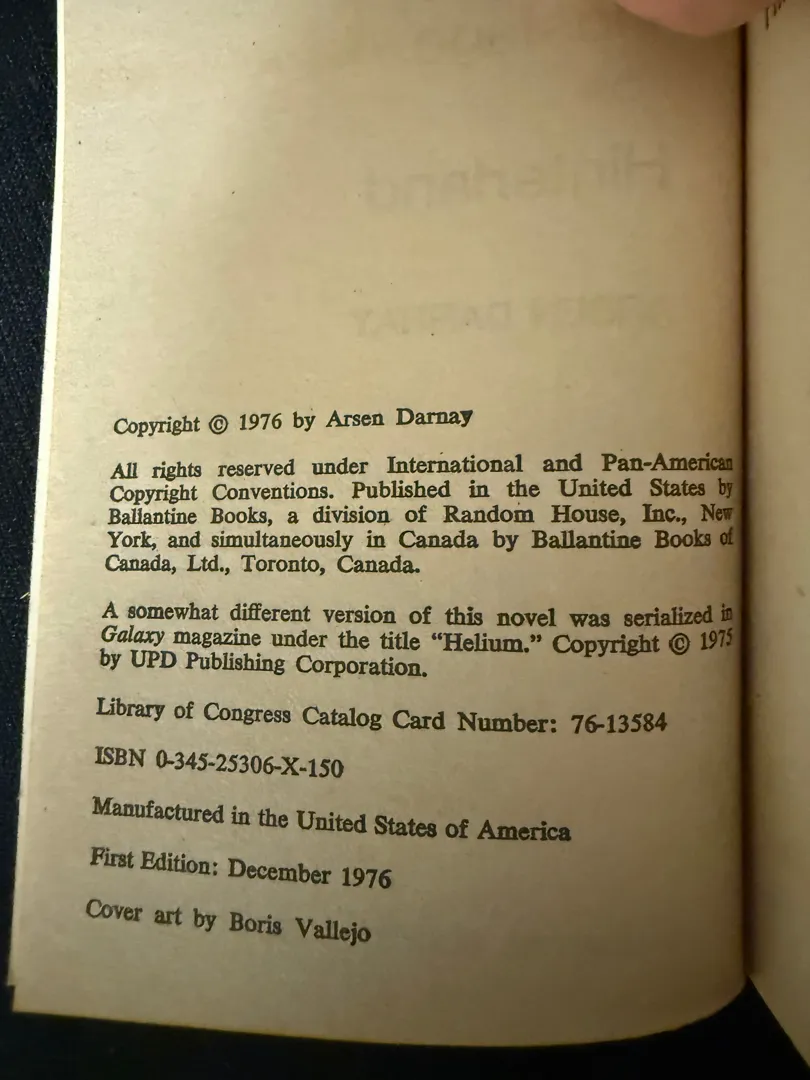 Copyright © 1976 by Arsen Darnay
All rights reserved under International and Pan-American
Copyright Conventions. Published in the United States by
Ballantine Books, a division of Random House, Inc., New
York, and simultaneously in Canada by Ballantine Books of
Canada, Ltd., Toronto, Canada.
A somewhat different version of this novel was serialized in
Galaxy magazine under the title “Helium.” Copyright © 1975
by UPD Publishing Corporation.
Library of Congress Catalog Card Number: 76-13584
ISBN 0-345-25306-X-150
Manufactured in the United States of America
First Edition: December 1976
Cover art by Boris Vallejo